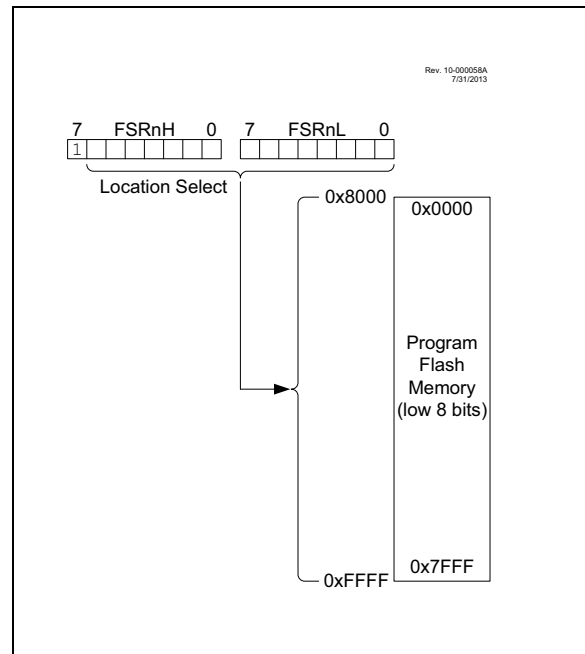 Rev. 10-000058A
7/31/2013
7 FSRnH 0 7 FSRnL 0
1
Location Select
0x8000
0x0000
Program
Flash
Memory
(low 8 bits)
0x7FFF
0xFFFF